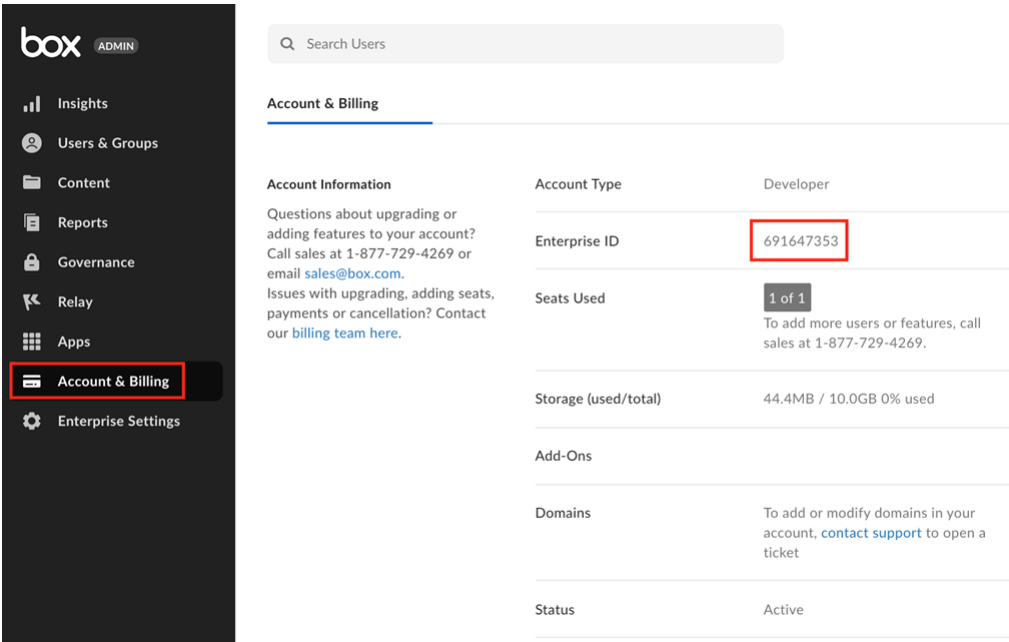 box ADMIN
Insights
Users & Groups
Content
Reports
Governance
Relay
Apps
Account & Billing
Enterprise Settings
Search Users
Account & Billing
Account Information
Questions about upgrading or
adding features to your account?
Call sales at 1-877-729-4269 or
email sales@box.com.
Issues with upgrading, adding seats,
payments or cancellation? Contact
our billing team here.
Account Type Developer
Enterprise ID 691647353
Seats Used 1 of 1
To add more users or features, call
sales at 1-877-729-4269.
Storage (used/total) 44.4MB / 10.0GB 0% used
Add-Ons
Domains To add or modify domains in your
account, contact support to open a
ticket
Status Active